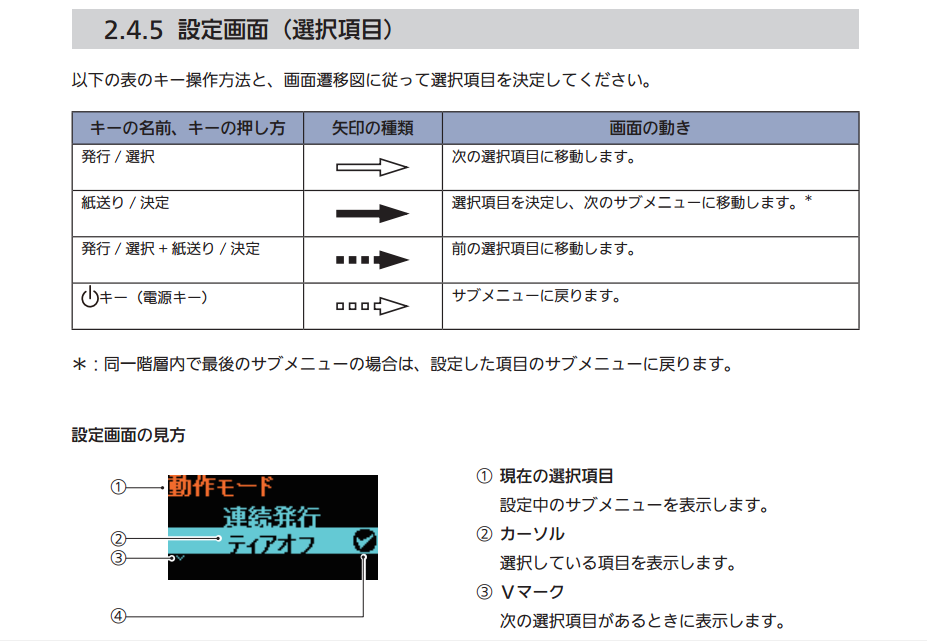 2.4.5 設定画面（選択項目）
以下の表のキー操作方法と、画面遷移図に従って選択項目を決定してください。
キーの名前、キーの押し方 矢印の種類 画面の動き
発行 / 選択 次の選択項目に移動します。
紙送り / 決定 選択項目を決定し、次のサブメニューに移動します。*
発行 / 選択 + 紙送り / 決定 前の選択項目に移動します。
キー（電源キー） サブメニューに戻ります。
＊：同一階層内で最後のサブメニューの場合は、設定した項目のサブメニューに戻ります。
設定画面の見方
①
動作モード
連続発行
②
ティアオフ
③
④
① 現在の選択項目
設定中のサブメニューを表示します。
② カーソル
選択している項目を表示します。
③ Vマーク
次の選択項目があるときに表示します。